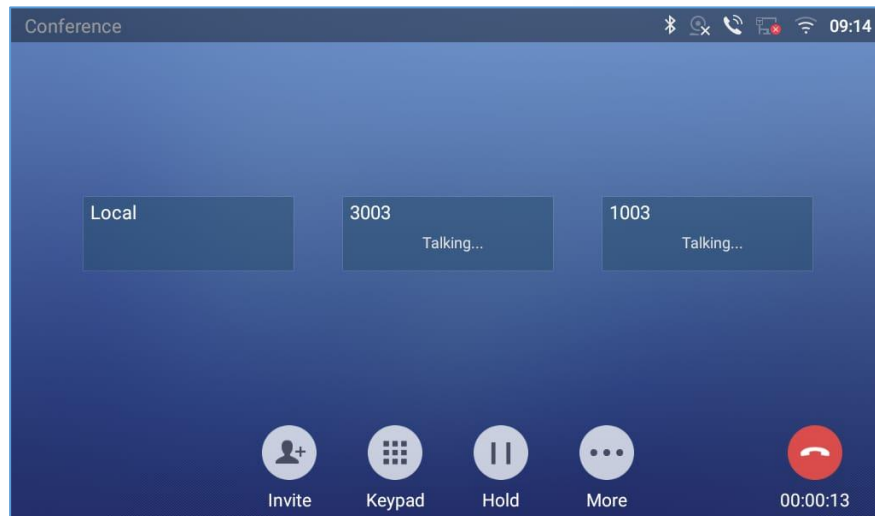 Conference
09:14
Local
3003
1003
Talking...
Talking...
Invite
Keypad
Hold
More
00:00:13